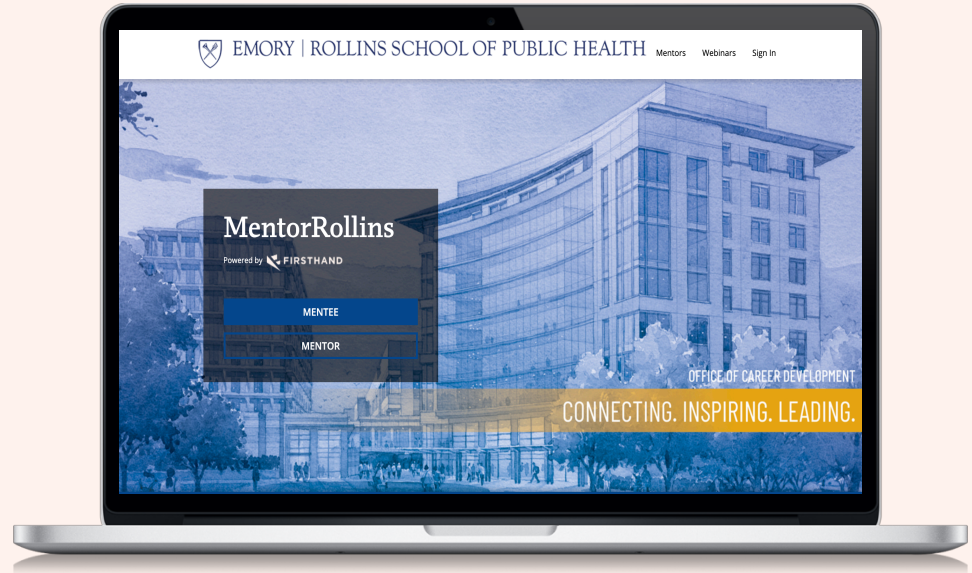 EMORY | ROLLINS SCHOOL OF PUBLIC HEALTH Mentors Webinars Sign In
MentorRollins
Powered by FIRSTHAND
MENTEE
MENTOR
OFFICE OF CAREER DEVELOPMENT
CONNECTING. INSPIRING. LEADING.